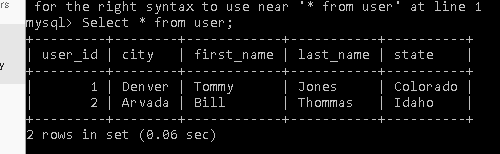 ers
for the right syntax to use near '* from user' at line 1
mysql> Select * from user;
+---------+--------+------------+-----------+----------+
| user_id | city   | first_name | last_name | state    |
+---------+--------+------------+-----------+----------+
|       1 | Denver | Tommy      | Jones     | Colorado |
|       2 | Arvada | Bill       | Thommas   | Idaho    |
+---------+--------+------------+-----------+----------+
2 rows in set (0.06 sec)